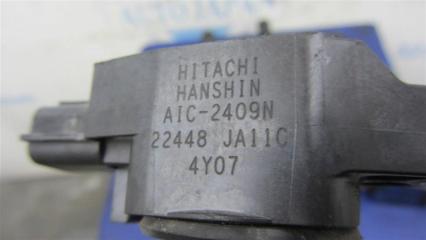 HITACHI
HANSHIN
AIC-2409N
22448 JA11C
4Y07